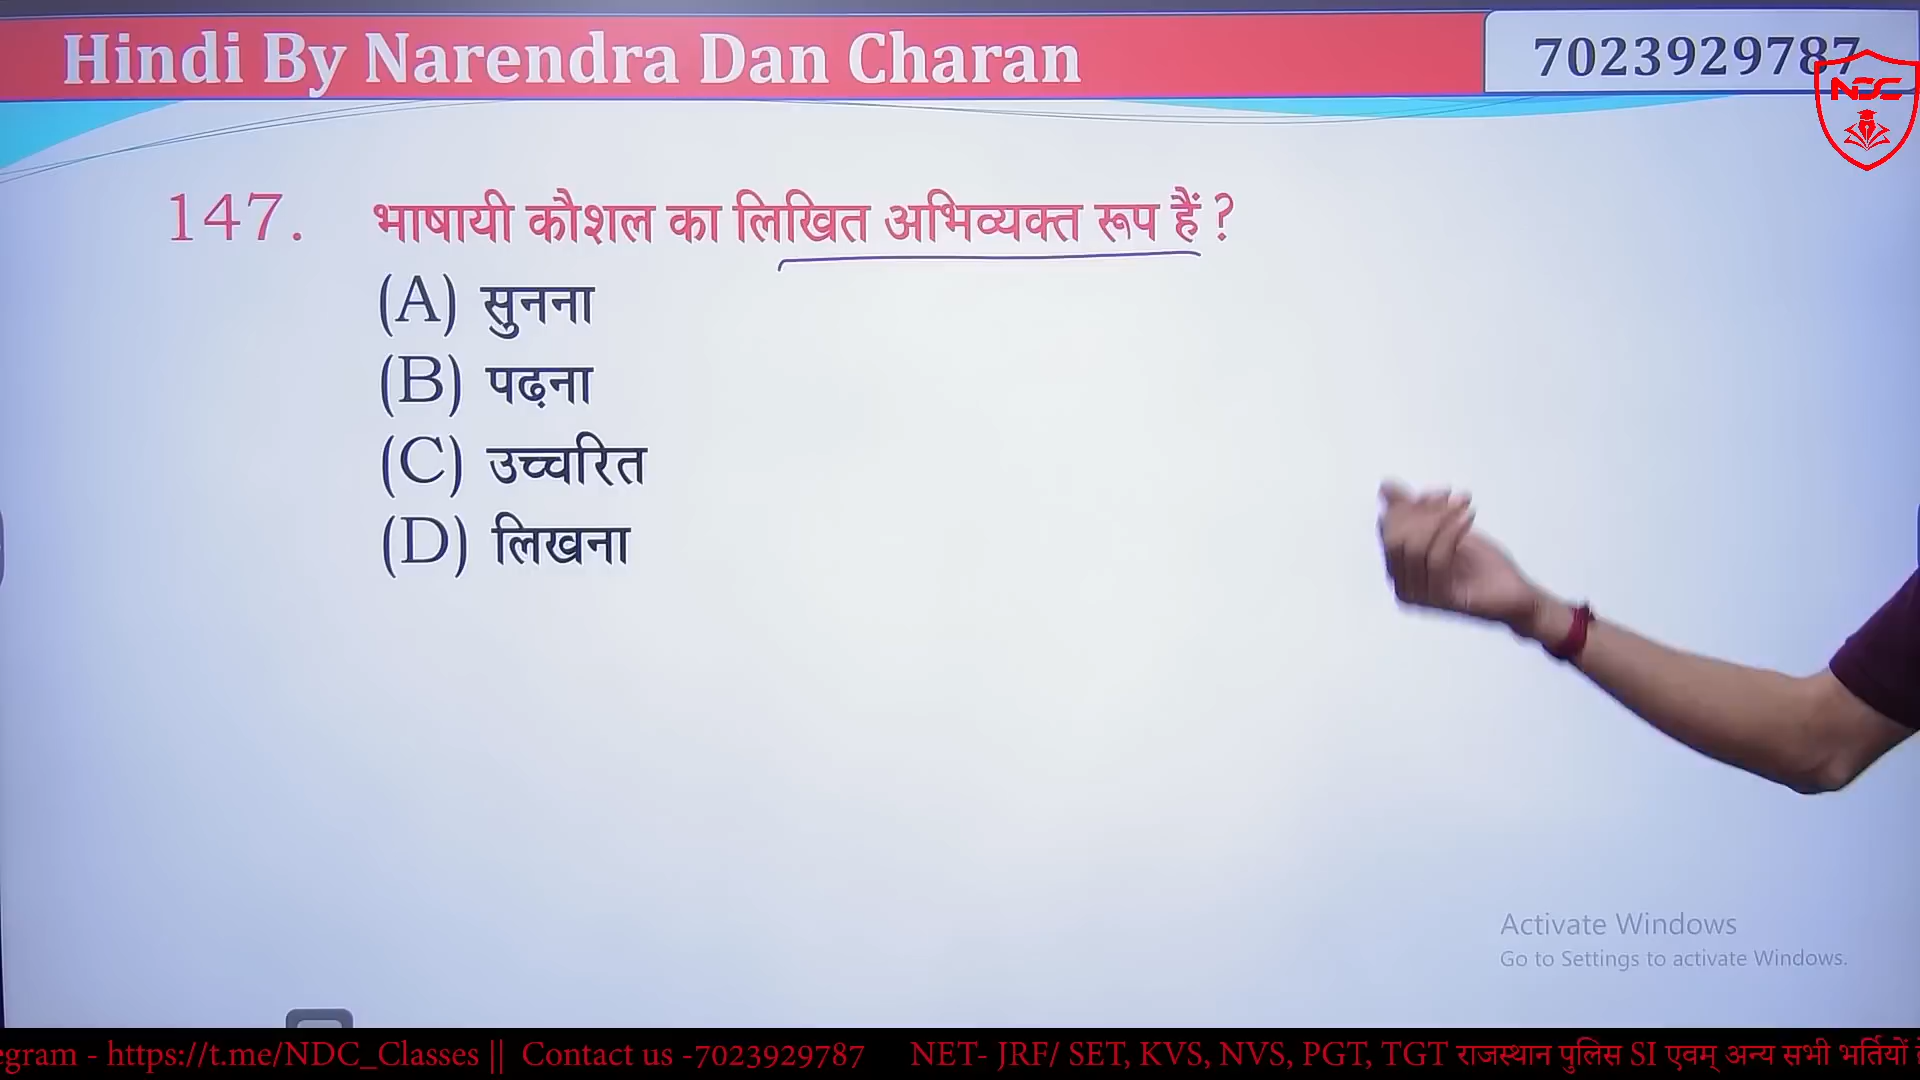 Hindi By Narendra Dan Charan
7023929787
NDC
147. भाषायी कौशल का लिखित अभिव्यक्त रूप हैं ?
(A) सुनना
(B) पढ़ना
(C) उच्चरित
(D) लिखना
Activate Windows
Go to Settings to activate Windows.
egram - https://t.me/NDC_Classes || Contact us -7023929787 NET- JRF/ SET, KVS, NVS, PGT, TGT राजस्थान पुलिस SI एवम् अन्य सभी भर्तियों